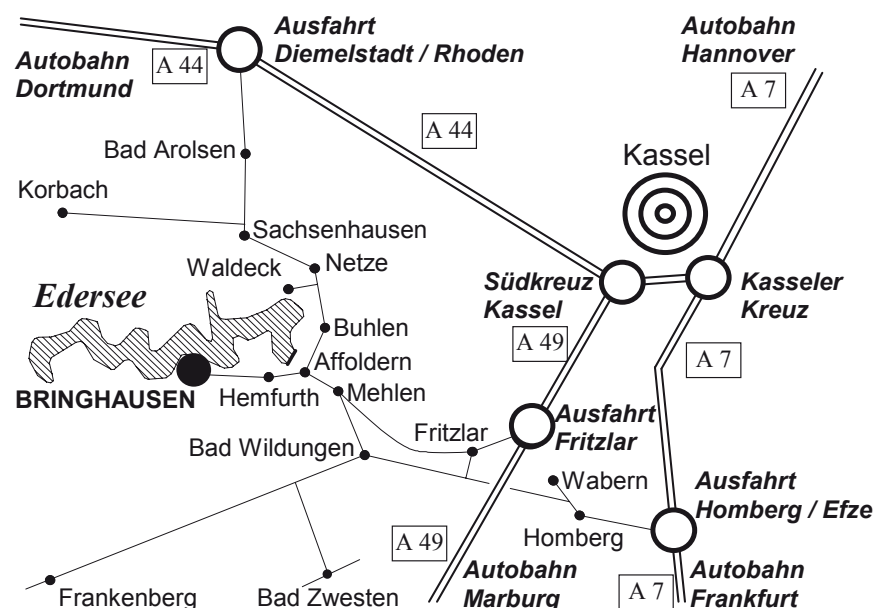 Ausfahrt
Diemelstadt / Rhoden
Autobahn
Dortmund
A 44
Autobahn
Hannover
A 7
A 44
Kassel
Bad Arolsen
Korbach
Sachsenhausen
Netze
Waldeck
Edersee
Südkreuz
Kassel
Kasseler
Kreuz
Buhlen
A 49
A 7
Affoldern
BRINGHAUSEN
Hemfurth
Mehlen
Ausfahrt
Fritzlar
Fritzlar
Bad Wildungen
Wabern
Ausfahrt
Homberg / Efze
Homberg
A 49
Autobahn
Marburg
A 7
Autobahn
Frankfurt
Frankenberg
Bad Zwesten